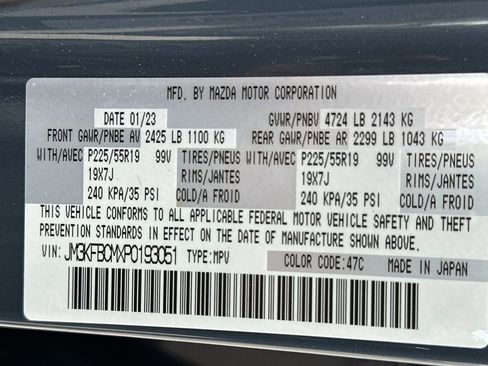 MFD. BY MAZDA MOTOR CORPORATION
DATE 01/23 GVWR/PNBV 4724 LB 2143 KG
FRONT GAWR/PNBE AV 2425 LB 1100 KG REAR GAWR/PNBE AR 2299 LB 1043 KG
WITH/AVEC P225/55R19 99V TIRES/PNEUS WITH/AVEC P225/55R19 99V TIRES/PNEUS
19X7J RIMS/JANTES 19X7J RIMS/JANTES
240 KPA/35 PSI COLD/A FROID 240 KPA/35 PSI COLD/A FROID
THIS VEHICLE CONFORMS TO ALL APPLICABLE FEDERAL MOTOR VEHICLE SAFETY AND THEFT
PREVENTION STANDARDS IN EFFECT ON THE DATE OF MANUFACTURE SHOWN ABOVE.
VIN: JM3KFBCMXP0193051 TYPE: MPV COLOR CODE: 47C MADE IN JAPAN